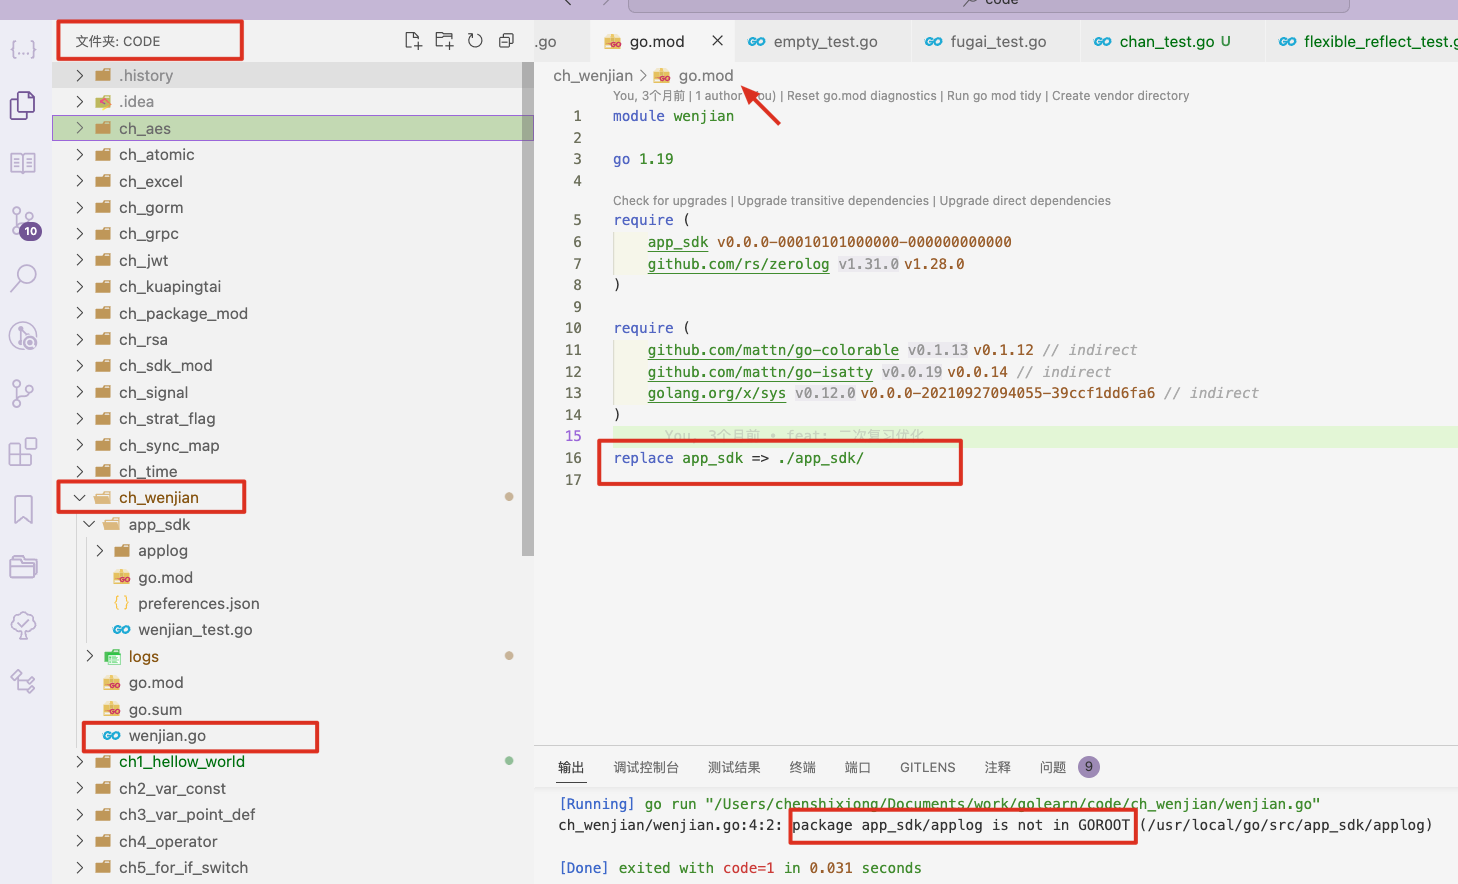 code
文件夹: CODE
.go
go.mod
empty_test.go
fugai_test.go
chan_test.go U
flexible_reflect_test.g
.history
.idea
ch_aes
ch_atomic
ch_excel
ch_gorm
ch_grpc
ch_jwt
ch_kuapingtai
ch_package_mod
ch_rsa
ch_sdk_mod
ch_signal
ch_strat_flag
ch_sync_map
ch_time
ch_wenjian
app_sdk
applog
go.mod
preferences.json
wenjian_test.go
logs
go.mod
go.sum
wenjian.go
ch1_hellow_world
ch2_var_const
ch3_var_point_def
ch4_operator
ch5_for_if_switch
10
ch_wenjian > go.mod
You, 3个月前 | 1 author (You) | Reset go.mod diagnostics | Run go mod tidy | Create vendor directory
1 module wenjian
2
3 go 1.19
4
Check for upgrades | Upgrade transitive dependencies | Upgrade direct dependencies
5 require (
6 app_sdk v0.0.0-00010101000000-000000000000
7 github.com/rs/zerolog v1.31.0 v1.28.0
8 )
9
10 require (
11 github.com/mattn/go-colorable v0.1.13 v0.1.12 // indirect
12 github.com/mattn/go-isatty v0.0.19 v0.0.14 // indirect
13 golang.org/x/sys v0.12.0 v0.0.0-20210927094055-39ccf1dd6fa6 // indirect
14 )
15 You, 3个月前 • feat: 二次复习优化
16 replace app_sdk => ./app_sdk/
17
输出 调试控制台 测试结果 终端 端口 GITLENS 注释 问题 9
[Running] go run "/Users/chenshixiong/Documents/work/golearn/code/ch_wenjian/wenjian.go"
ch_wenjian/wenjian.go:4:2: package app_sdk/applog is not in GOROOT (/usr/local/go/src/app_sdk/applog)
[Done] exited with code=1 in 0.031 seconds